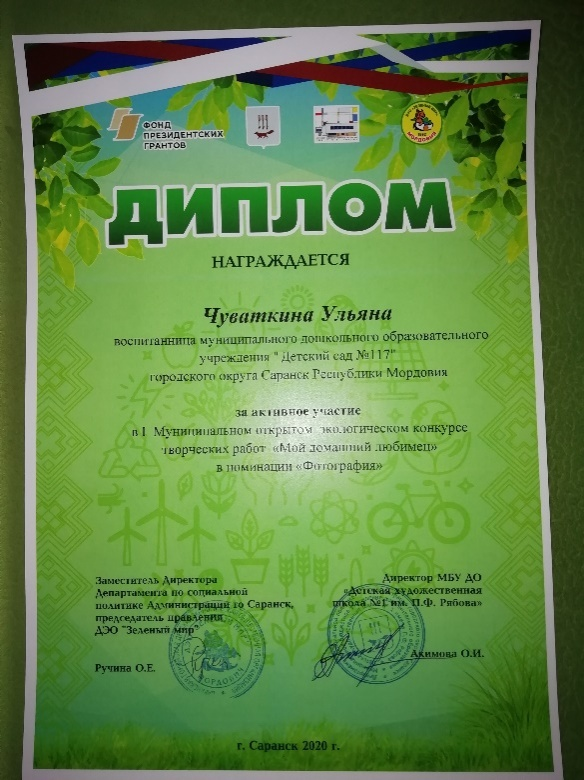 ФОНД
ПРЕЗИДЕНТСКИХ
ГРАНТОВ
ДИПЛОМ
НАГРАЖДАЕТСЯ
Чуваткина Ульяна
воспитанница муниципального дошкольного образовательного
учреждения " Детский сад №117"
городского округа Саранск Республики Мордовия
за активное участие
в I Муниципальном открытом экологическом конкурсе
творческих работ «Мой домашний любимец»
в номинации «Фотография»
Заместитель Директора
Департамента по социальной
политике Администраций го Саранск,
председатель правления
ДЭО "Зеленый мир"
Ручина О.Е.
Директор МБУ ДО
«Детская художественная
школа №1 им. П.Ф. Рябова»
Акимова О.И.
г. Саранск 2020 г.